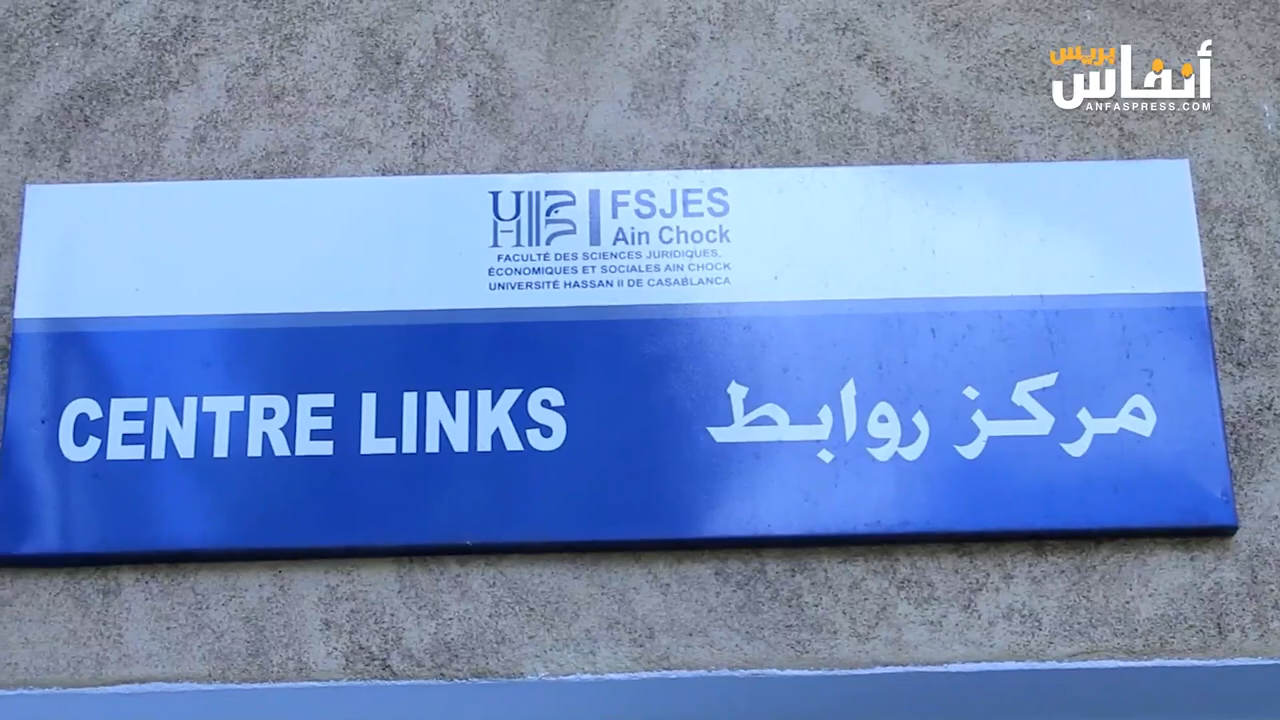 أنفاس بريس
ANFASPRESS.COM
UH2 FSJES
Ain Chock
FACULTÉ DES SCIENCES JURIDIQUES,
ÉCONOMIQUES ET SOCIALES AIN CHOCK
UNIVERSITÉ HASSAN II DE CASABLANCA
CENTRE LINKS
مركز روابط